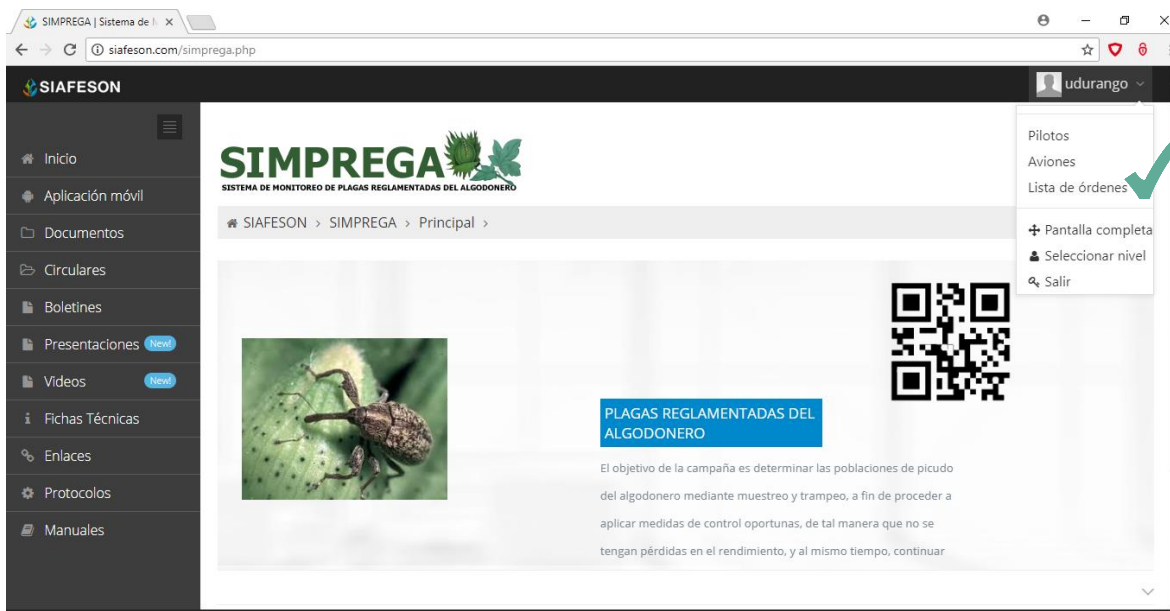 SIMPREGA | Sistema de M
siafeson.com/simprega.php
SIAFESON
udurango
Pilotos
Aviones
Lista de órdenes
Pantalla completa
Seleccionar nivel
Salir
Inicio
Aplicación móvil
Documentos
Circulares
Boletines
Presentaciones New!
Videos New!
Fichas Técnicas
Enlaces
Protocolos
Manuales
SIMPREGA
SISTEMA DE MONITOREO DE PLAGAS REGLAMENTADAS DEL ALGODONERO
SIAFESON > SIMPREGA > Principal >
PLAGAS REGLAMENTADAS DEL
ALGODONERO
El objetivo de la campaña es determinar las poblaciones de picudo
del algodonero mediante muestreo y trampeo, a fin de proceder a
aplicar medidas de control oportunas, de tal manera que no se
tengan pérdidas en el rendimiento, y al mismo tiempo, continuar